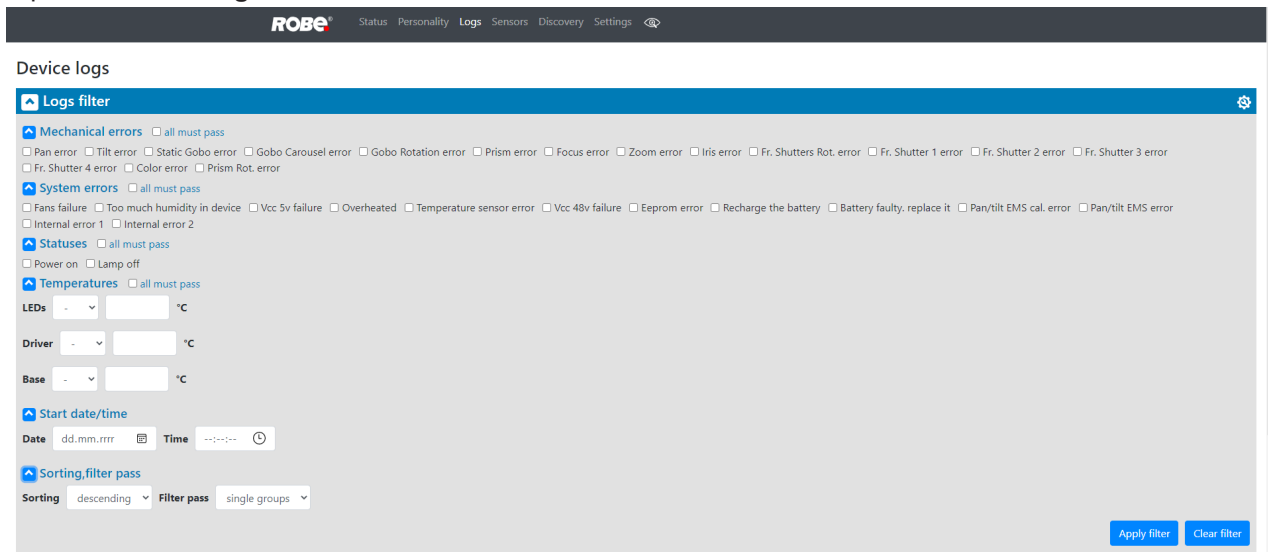 ROBE® Status Personality Logs Sensors Discovery Settings
Device logs
Logs filter
Mechanical errors all must pass
Pan error Tilt error Static Gobo error Gobo Carousel error Gobo Rotation error Prism error Focus error Zoom error Iris error Fr. Shutters Rot. error Fr. Shutter 1 error Fr. Shutter 2 error Fr. Shutter 3 error
Fr. Shutter 4 error Color error Prism Rot. error
System errors all must pass
Fans failure Too much humidity in device Vcc 5v failure Overheated Temperature sensor error Vcc 48v failure Eeprom error Recharge the battery Battery faulty. replace it Pan/tilt EMS cal. error Pan/tilt EMS error
Internal error 1 Internal error 2
Statuses all must pass
Power on Lamp off
Temperatures all must pass
LEDs - °C
Driver - °C
Base - °C
Start date/time
Date dd.mm.rrrr Time --:--:--
Sorting,filter pass
Sorting descending Filter pass single groups
Apply filter Clear filter